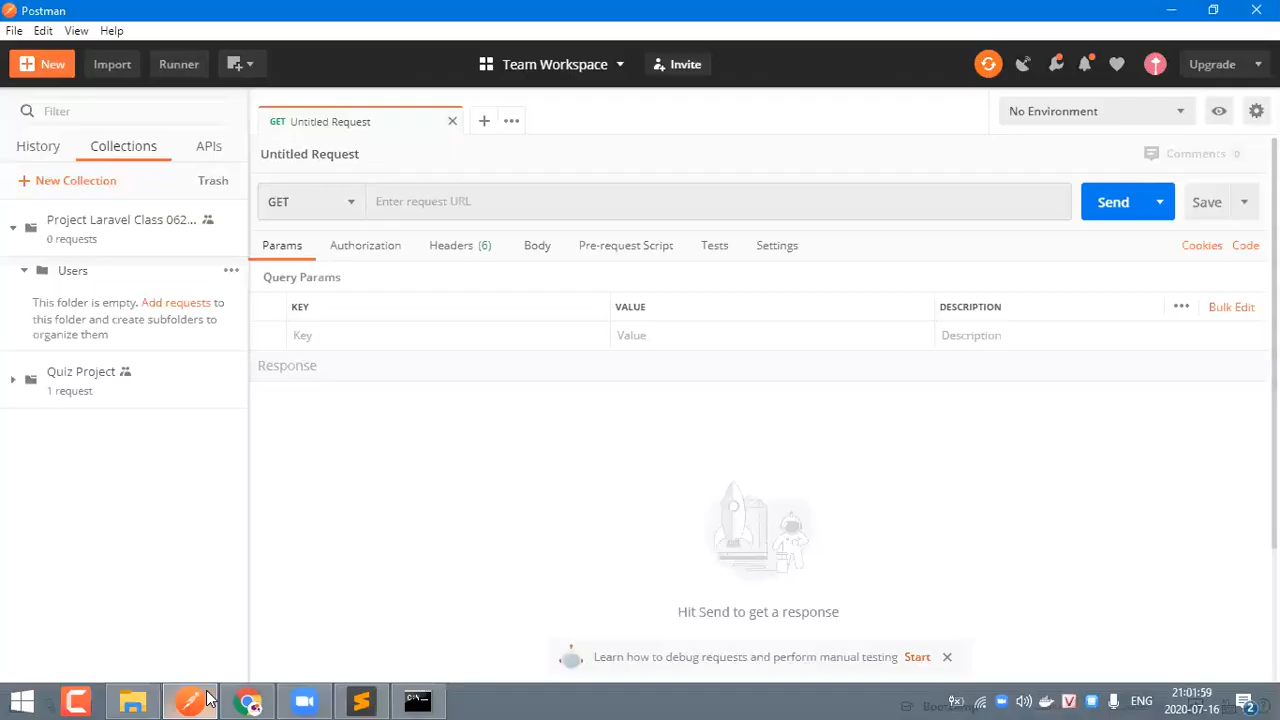 Postman
File Edit View Help
New Import Runner Team Workspace Invite Upgrade
Filter
GET Untitled Request
No Environment
History Collections APIs
Untitled Request
Comments 0
New Collection Trash
GET Enter request URL Send Save
Project Laravel Class 062...
0 requests
Params Authorization Headers (6) Body Pre-request Script Tests Settings Cookies Code
Users
Query Params
This folder is empty. Add requests to
this folder and create subfolders to
organize them
KEY VALUE DESCRIPTION Bulk Edit
Key Value Description
Response
Quiz Project
1 request
Hit Send to get a response
Learn how to debug requests and perform manual testing Start
ENG
21:01:59
2020-07-16
2